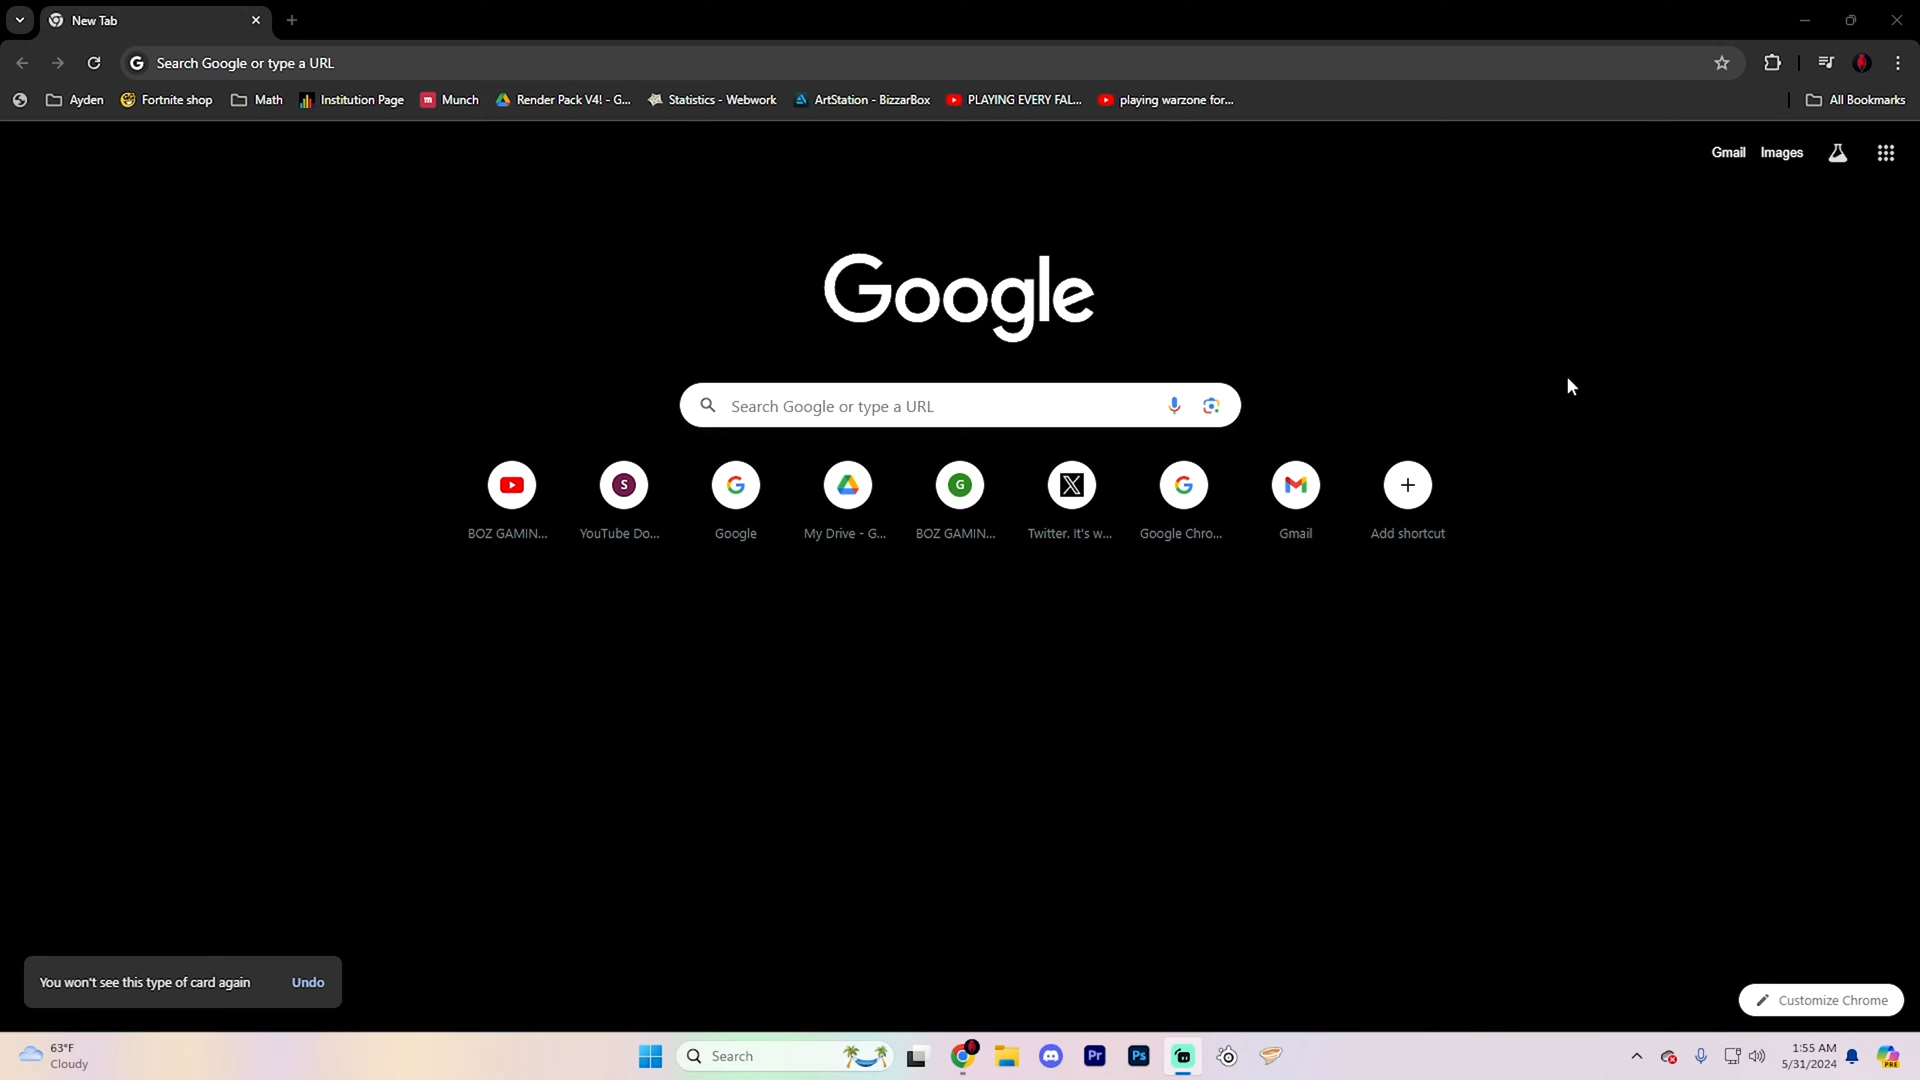 New Tab
Search Google or type a URL
Ayden Fortnite shop Math Institution Page Munch Render Pack V4! - G... Statistics - Webwork ArtStation - BizzarBox PLAYING EVERY FAL... playing warzone for... All Bookmarks
Gmail Images
Google
Search Google or type a URL
S G
BOZ GAMIN... YouTube Do... Google My Drive - G... BOZ GAMIN... Twitter. It's w... Google Chro... Gmail Add shortcut
You won't see this type of card again Undo
Customize Chrome
63°F
Cloudy
Search
Pr Ps
1:55 AM
5/31/2024
PRE